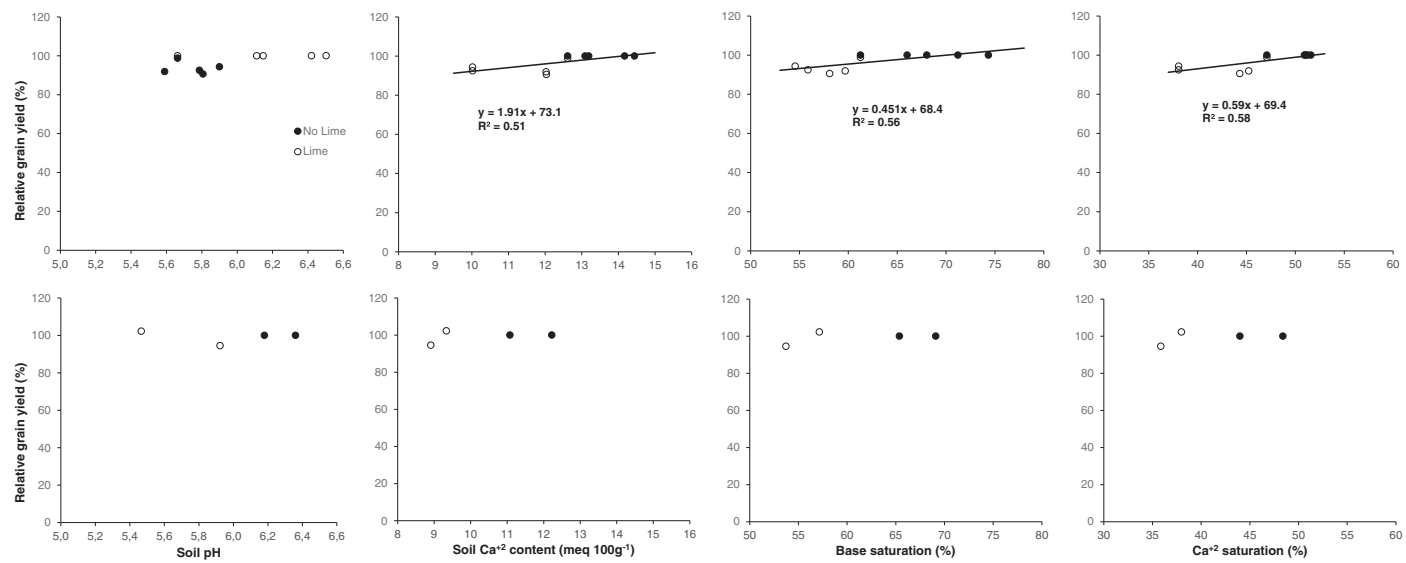 Relative grain yield (%)
120
100
80
60
40
20
0
5,0 5,2 5,4 5,6 5,8 6,0 6,2 6,4 6,6
No Lime
Lime
120
100
80
60
40
20
0
8 9 10 11 12 13 14 15 16
y = 1.91x + 73.1
R² = 0.51
120
100
80
60
40
20
0
50 55 60 65 70 75 80
y = 0.451x + 68.4
R² = 0.56
120
100
80
60
40
20
0
30 35 40 45 50 55 60
y = 0.59x + 69.4
R² = 0.58
Relative grain yield (%)
120
100
80
60
40
20
0
5,0 5,2 5,4 5,6 5,8 6,0 6,2 6,4 6,6
Soil pH
120
100
80
60
40
20
0
8 9 10 11 12 13 14 15 16
Soil Ca⁺² content (meq 100g⁻¹)
120
100
80
60
40
20
0
50 55 60 65 70 75 80
Base saturation (%)
120
100
80
60
40
20
0
30 35 40 45 50 55 60
Ca⁺² saturation (%)